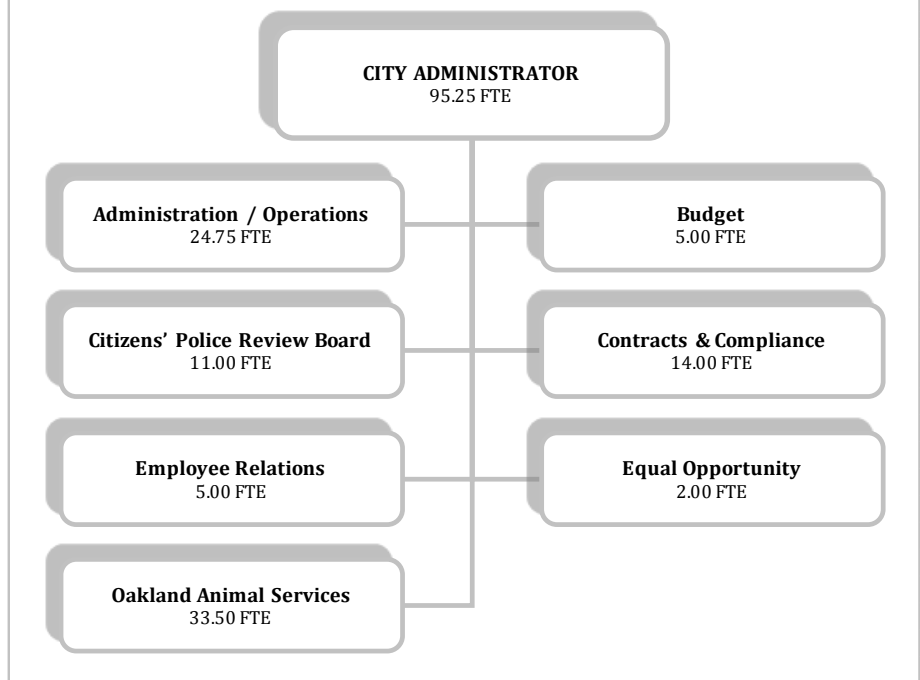 CITY ADMINISTRATOR
95.25 FTE
Administration / Operations
24.75 FTE
Budget
5.00 FTE
Citizens’ Police Review Board
11.00 FTE
Contracts & Compliance
14.00 FTE
Employee Relations
5.00 FTE
Equal Opportunity
2.00 FTE
Oakland Animal Services
33.50 FTE